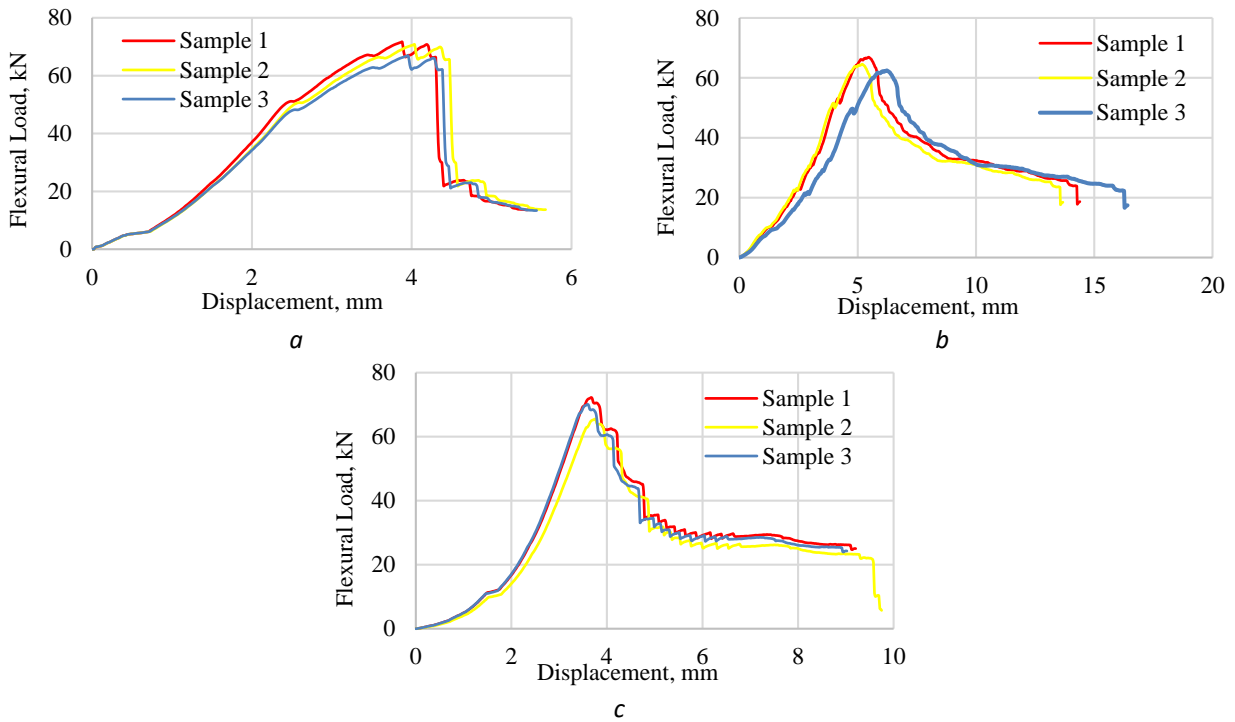 80
60
40
20
0
Flexural Load, kN
Sample 1
Sample 2
Sample 3
0 2 4 6
Displacement, mm
a
80
60
40
20
0
Flexural Load, kN
Sample 1
Sample 2
Sample 3
0 5 10 15 20
Displacement, mm
b
80
60
40
20
0
Flexural Load, kN
Sample 1
Sample 2
Sample 3
0 2 4 6 8 10
Displacement, mm
c